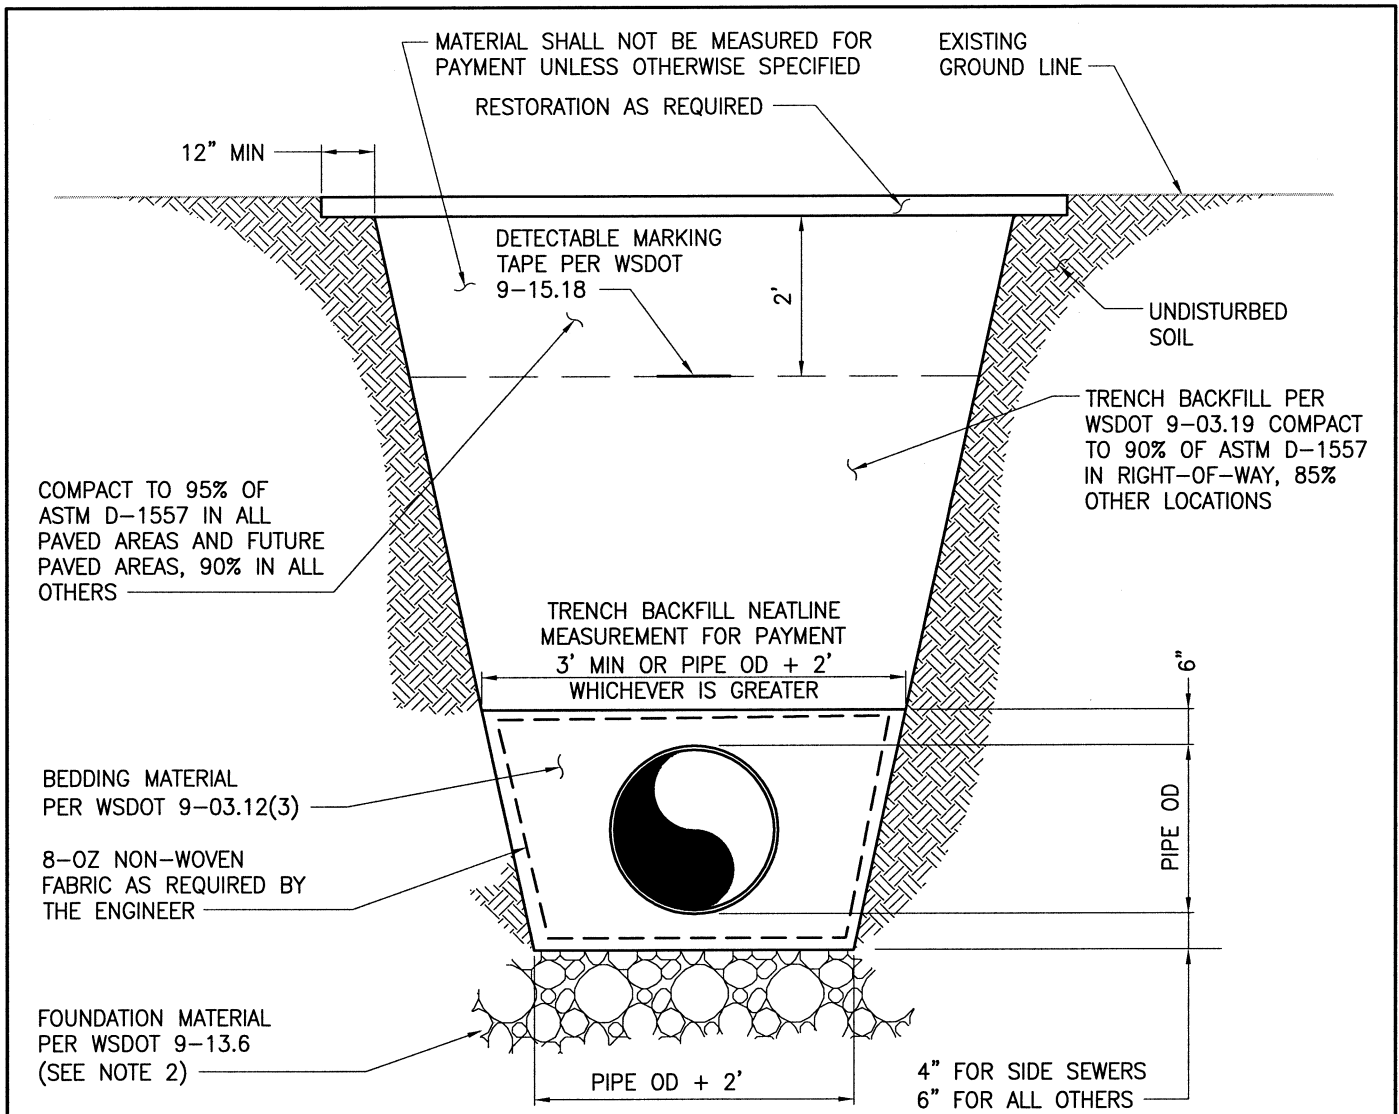 MATERIAL SHALL NOT BE MEASURED FOR
PAYMENT UNLESS OTHERWISE SPECIFIED
EXISTING
GROUND LINE
RESTORATION AS REQUIRED
12" MIN
DETECTABLE MARKING
TAPE PER WSDOT
9-15.18
2'
UNDISTURBED
SOIL
TRENCH BACKFILL PER
WSDOT 9-03.19 COMPACT
TO 90% OF ASTM D-1557
IN RIGHT-OF-WAY, 85%
OTHER LOCATIONS
COMPACT TO 95% OF
ASTM D-1557 IN ALL
PAVED AREAS AND FUTURE
PAVED AREAS, 90% IN ALL
OTHERS
TRENCH BACKFILL NEATLINE
MEASUREMENT FOR PAYMENT
3' MIN OR PIPE OD + 2'
WHICHEVER IS GREATER
6"
BEDDING MATERIAL
PER WSDOT 9-03.12(3)
PIPE OD
8-OZ NON-WOVEN
FABRIC AS REQUIRED BY
THE ENGINEER
FOUNDATION MATERIAL
PER WSDOT 9-13.6
(SEE NOTE 2)
PIPE OD + 2'
4" FOR SIDE SEWERS
6" FOR ALL OTHERS